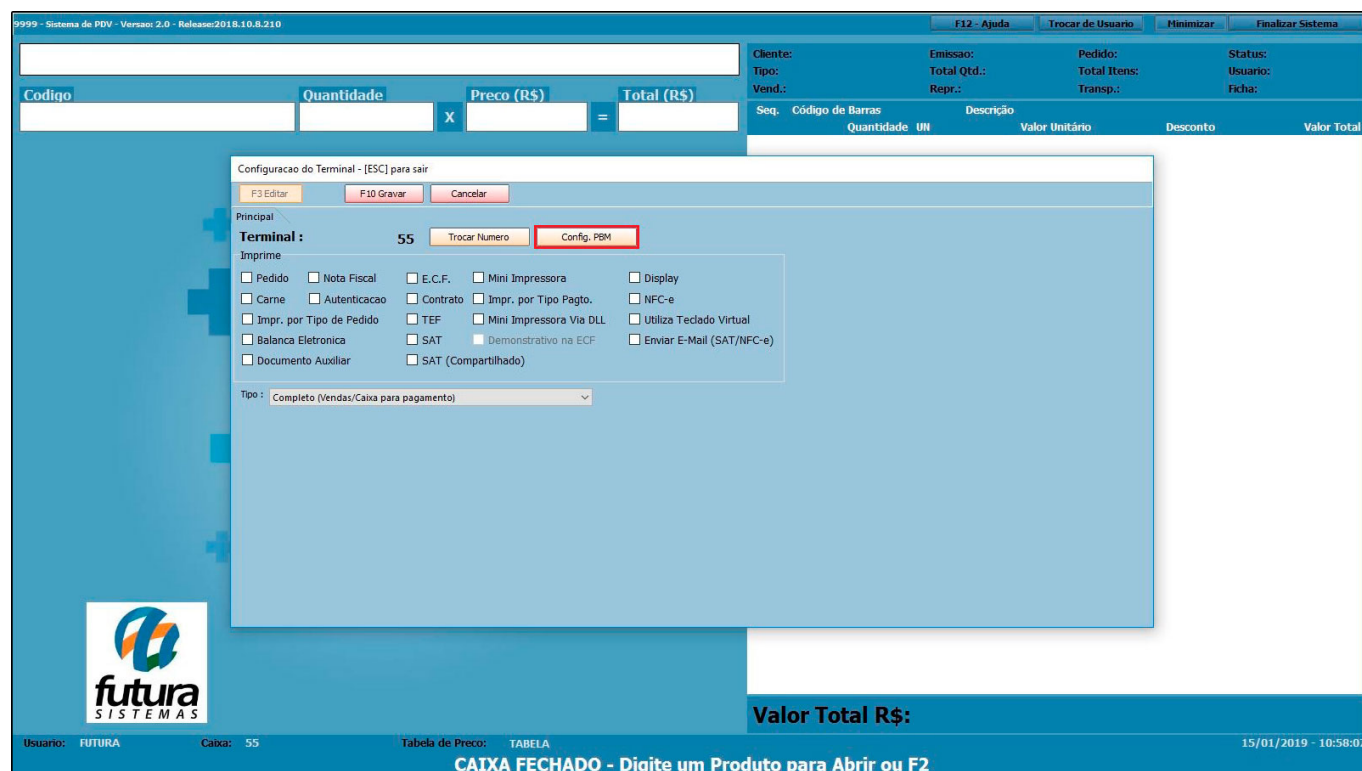 9999 - Sistema de PDV - Versao: 2.0 - Release:2018.10.8.210 F12 - Ajuda Trocar de Usuario Minimizar Finalizar Sistema
Cliente: Emissao: Pedido: Status:
Tipo: Total Qtd.: Total Itens: Usuario:
Vend.: Repr.: Transp.: Ficha:
Codigo Quantidade Preco (R$) Total (R$)
X =
Seq. Código de Barras Descrição
Quantidade UN Valor Unitário Desconto Valor Total
Configuracao do Terminal - [ESC] para sair
F3 Editar F10 Gravar Cancelar
Principal
Terminal : 55 Trocar Numero Config. PBM
Imprime
Pedido Nota Fiscal E.C.F. Mini Impressora Display
Carne Autenticacao Contrato Impr. por Tipo Pagto. NFC-e
Impr. por Tipo de Pedido TEF Mini Impressora Via DLL Utiliza Teclado Virtual
Balanca Eletronica SAT Demonstrativo na ECF Enviar E-Mail (SAT/NFC-e)
Documento Auxiliar SAT (Compartilhado)
Tipo : Completo (Vendas/Caixa para pagamento)
futura
SISTEMAS
Valor Total R$:
Usuario: FUTURA Caixa: 55 Tabela de Preco: TABELA 15/01/2019 - 10:58:02
CAIXA FECHADO - Digite um Produto para Abrir ou F2